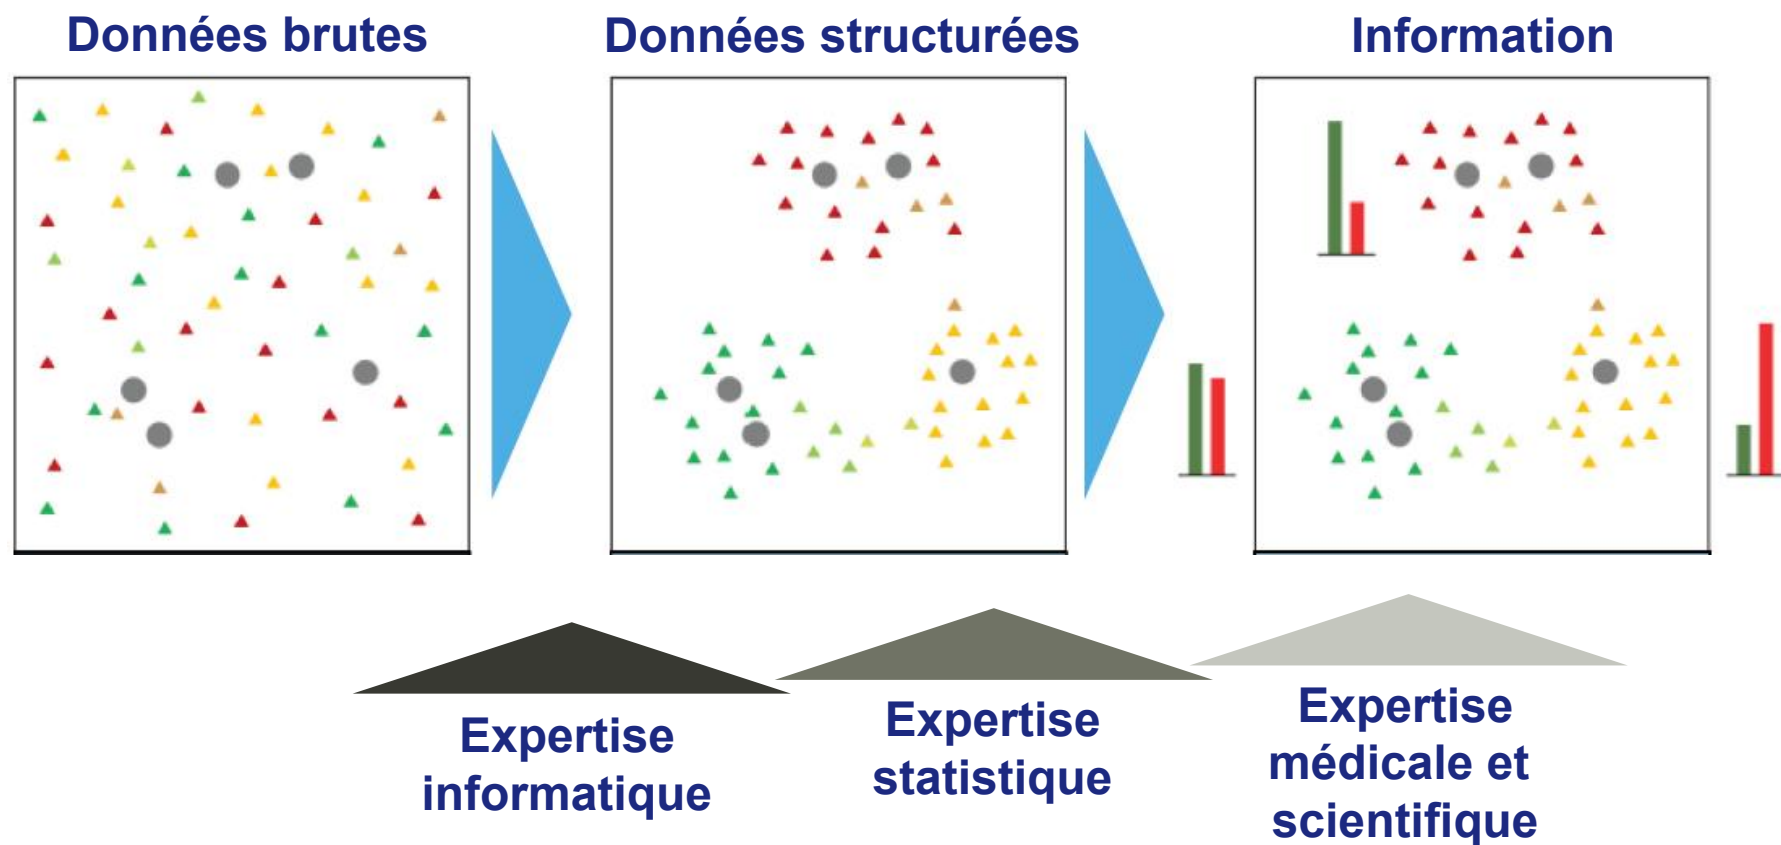 Données brutes
Données structurées
Information
Expertise
informatique
Expertise
statistique
Expertise
médicale et
scientifique